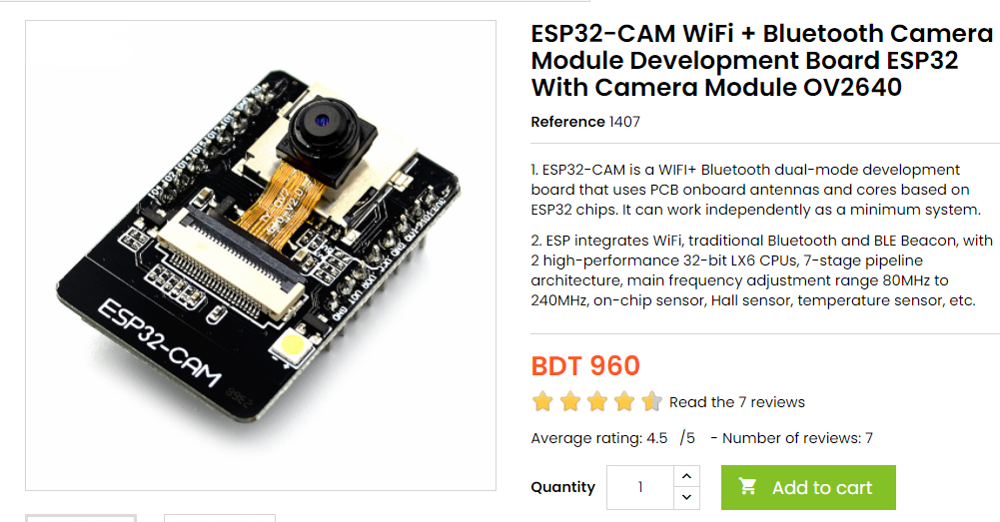 ESP32-CAM WiFi + Bluetooth Camera
Module Development Board ESP32
With Camera Module OV2640
Reference 1407
1. ESP32-CAM is a WIFI+ Bluetooth dual-mode development
board that uses PCB onboard antennas and cores based on
ESP32 chips. It can work independently as a minimum system.
2. ESP integrates WiFi, traditional Bluetooth and BLE Beacon, with
2 high-performance 32-bit LX6 CPUs, 7-stage pipeline
architecture, main frequency adjustment range 80MHz to
240MHz, on-chip sensor, Hall sensor, temperature sensor, etc.
BDT 960
Read the 7 reviews
Average rating: 4.5 /5 - Number of reviews: 7
Quantity 1 Add to cart
ESP32-CAM